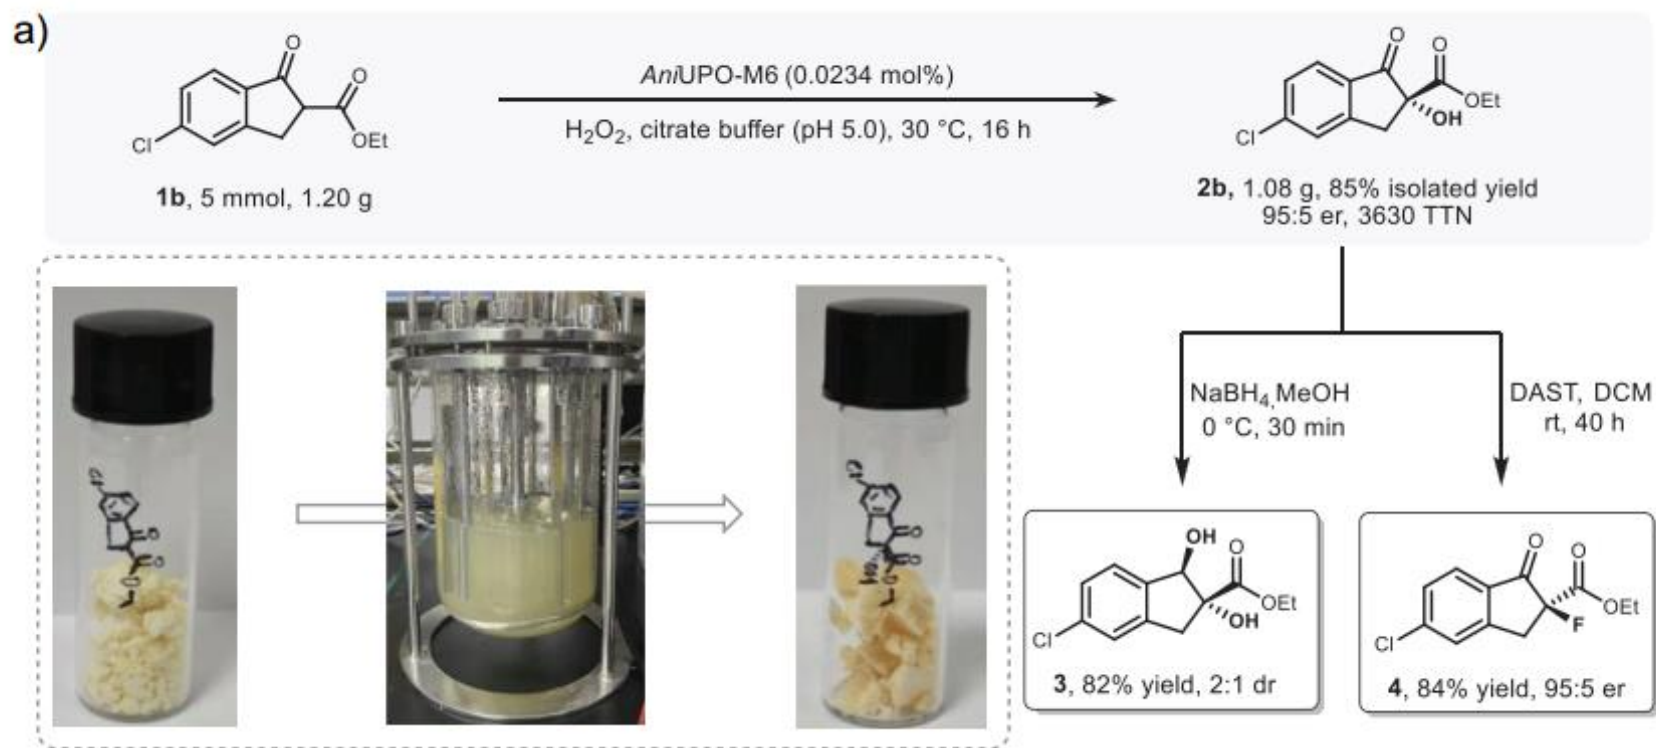 a)
O
O
Cl
OEt
1b, 5 mmol, 1.20 g
AniUPO-M6 (0.0234 mol%)
H₂O₂, citrate buffer (pH 5.0), 30 °C, 16 h
O
O
OEt
OH
Cl
2b, 1.08 g, 85% isolated yield
95:5 er, 3630 TTN
NaBH₄,MeOH
0 °C, 30 min
DAST, DCM
rt, 40 h
OH
O
OEt
OH
Cl
3, 82% yield, 2:1 dr
O
O
OEt
F
Cl
4, 84% yield, 95:5 er
Cl
O
O
O
Cl
O
O
OH
O